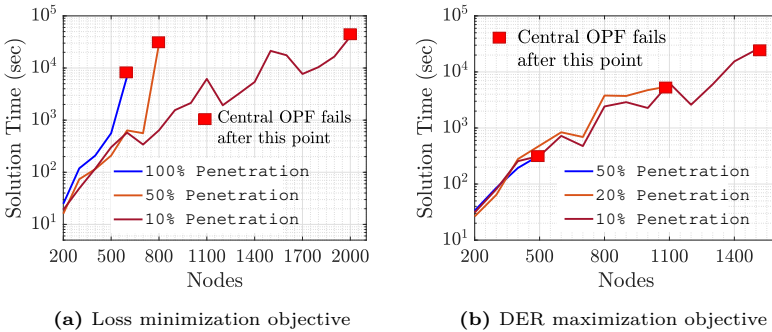 Solution Time (sec)
10^5
10^4
10^3
10^2
10^1
Central OPF fails
after this point
100% Penetration
50% Penetration
10% Penetration
200 500 800 1100 1400 1700 2000
Nodes
(a) Loss minimization objective
Solution Time (sec)
10^5
10^4
10^3
10^2
10^1
Central OPF fails
after this point
50% Penetration
20% Penetration
10% Penetration
200 500 800 1100 1400
Nodes
(b) DER maximization objective